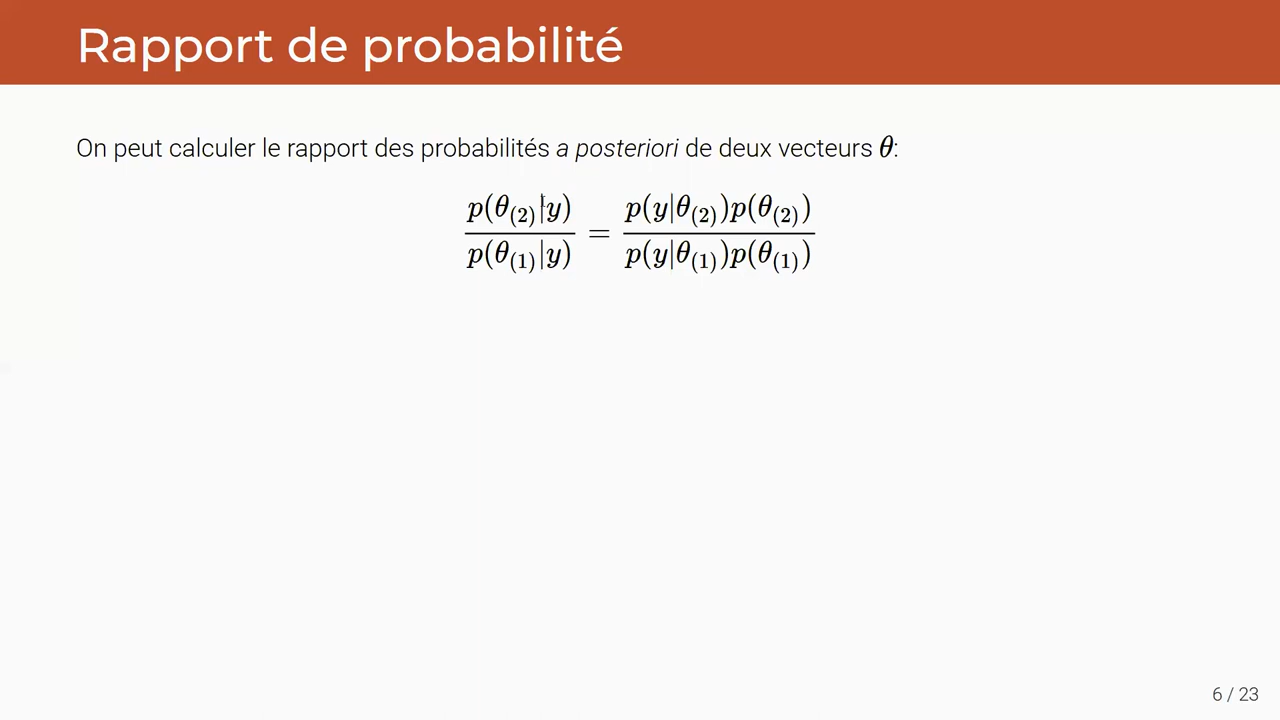 Rapport de probabilité
On peut calculer le rapport des probabilités a posteriori de deux vecteurs θ:
p(θ(2)|y) / p(θ(1)|y) = p(y|θ(2))p(θ(2)) / p(y|θ(1))p(θ(1))
6 / 23